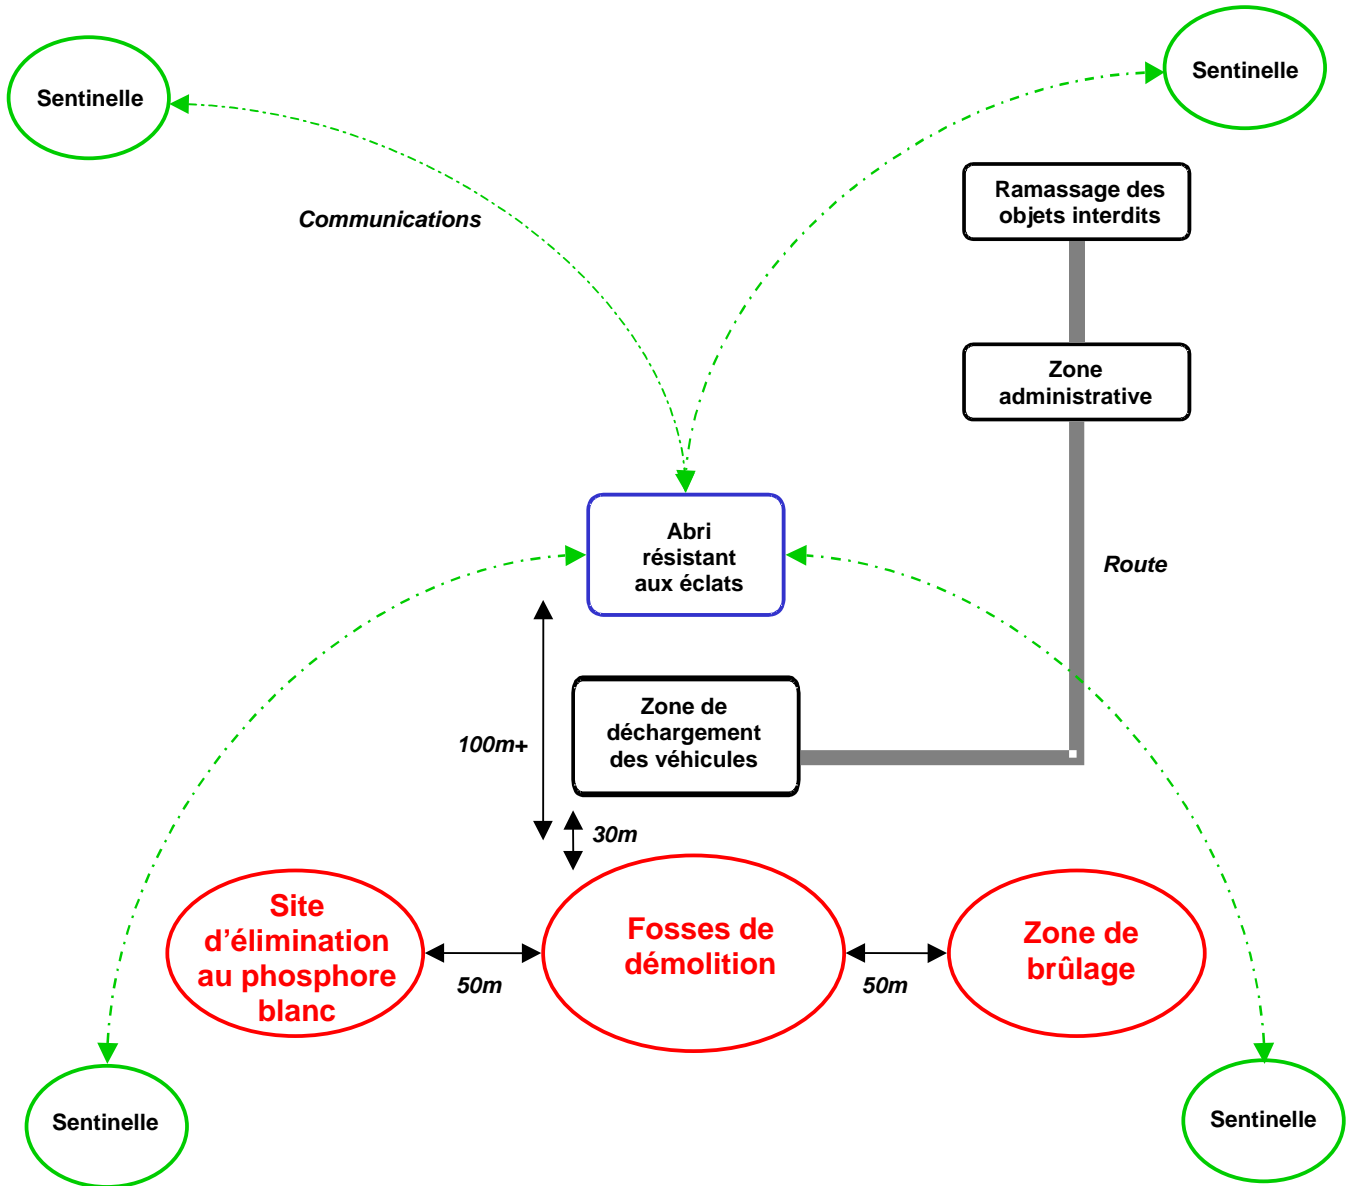 Sentinelle
Sentinelle
Ramassage des
objets interdits
Communications
Zone
administrative
Abri
résistant
aux éclats
Route
Zone de
déchargement
des véhicules
100m+
30m
Site
d'élimination
au phosphore
blanc
Fosses de
démolition
Zone de
brûlage
50m
50m
Sentinelle
Sentinelle